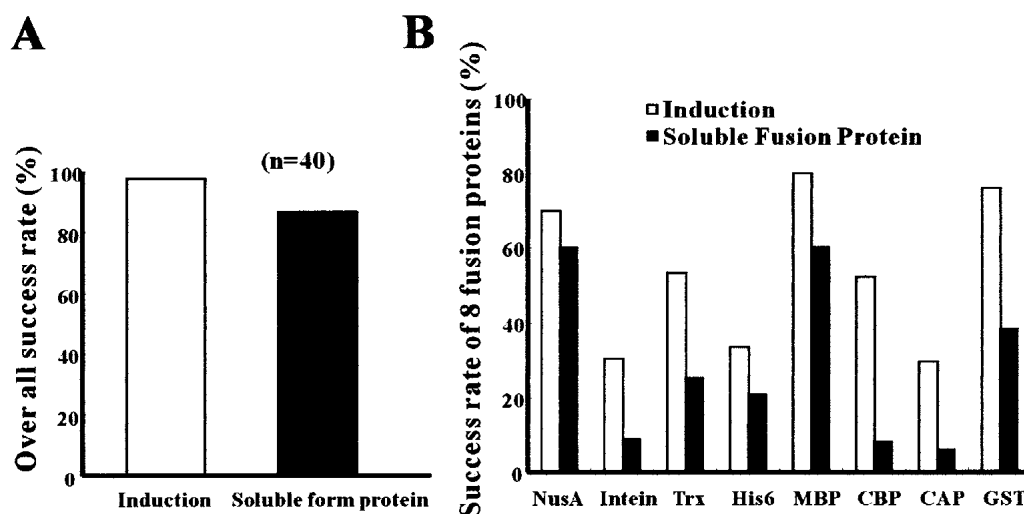 A
Over all success rate (%)
(n=40)
100
80
60
40
20
0
Induction
Soluble form protein
B
Success rate of 8 fusion proteins (%)
100
80
60
40
20
0
Induction
Soluble Fusion Protein
NusA Intein Trx His6 MBP CBP CAP GST